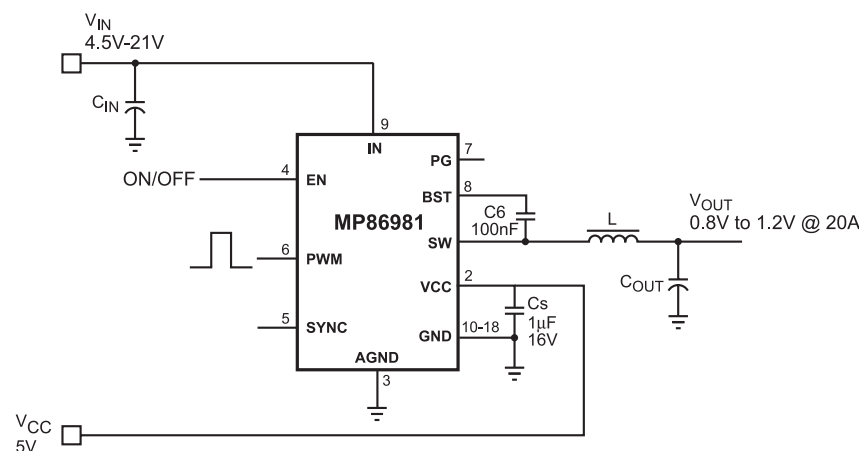 VIN
4.5V-21V
CIN
9
IN
7
PG
4
ON/OFF
EN
8
BST
MP86981
C6
100nF
SW
L
VOUT
0.8V to 1.2V @ 20A
6
PWM
2
VCC
COUT
Cs
1µF
16V
5
SYNC
10-18
GND
AGND
3
VCC
5V